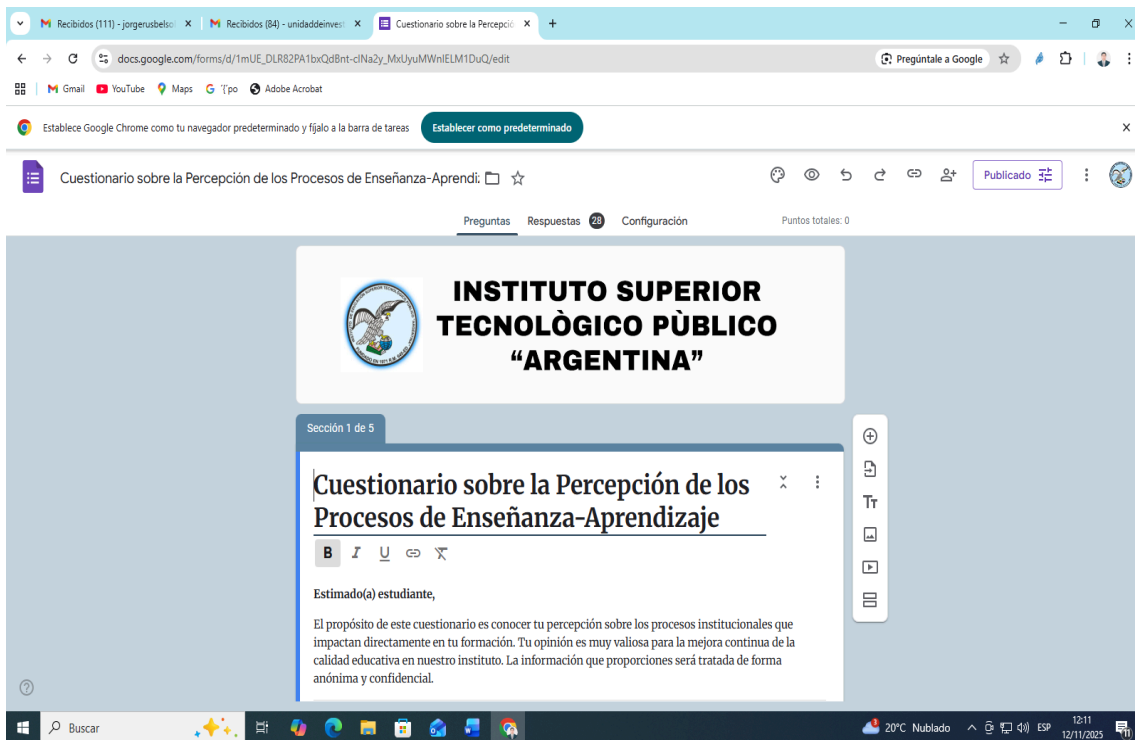 Recibidos (111) - jorgerusbelso
Recibidos (84) - unidaddeinvest
Cuestionario sobre la Percepció
docs.google.com/forms/d/1mUE_DLR82PA1bxQdBnt-cINa2y_MxUyuMWnIELM1DuQ/edit
Pregúntale a Google
Gmail
YouTube
Maps
Adobe Acrobat
Establece Google Chrome como tu navegador predeterminado y fíjalo a la barra de tareas
Establecer como predeterminado
Cuestionario sobre la Percepción de los Procesos de Enseñanza-Aprendi:
Publicado
Preguntas
Respuestas 28
Configuración
Puntos totales: 0
INSTITUTO SUPERIOR
TECNOLÒGICO PÙBLICO
“ARGENTINA”
Sección 1 de 5
Cuestionario sobre la Percepción de los
Procesos de Enseñanza-Aprendizaje
B I U
Estimado(a) estudiante,
El propósito de este cuestionario es conocer tu percepción sobre los procesos institucionales que
impactan directamente en tu formación. Tu opinión es muy valiosa para la mejora continua de la
calidad educativa en nuestro instituto. La información que proporciones será tratada de forma
anónima y confidencial.
Buscar
20°C Nublado
ESP
12:11
12/11/2025